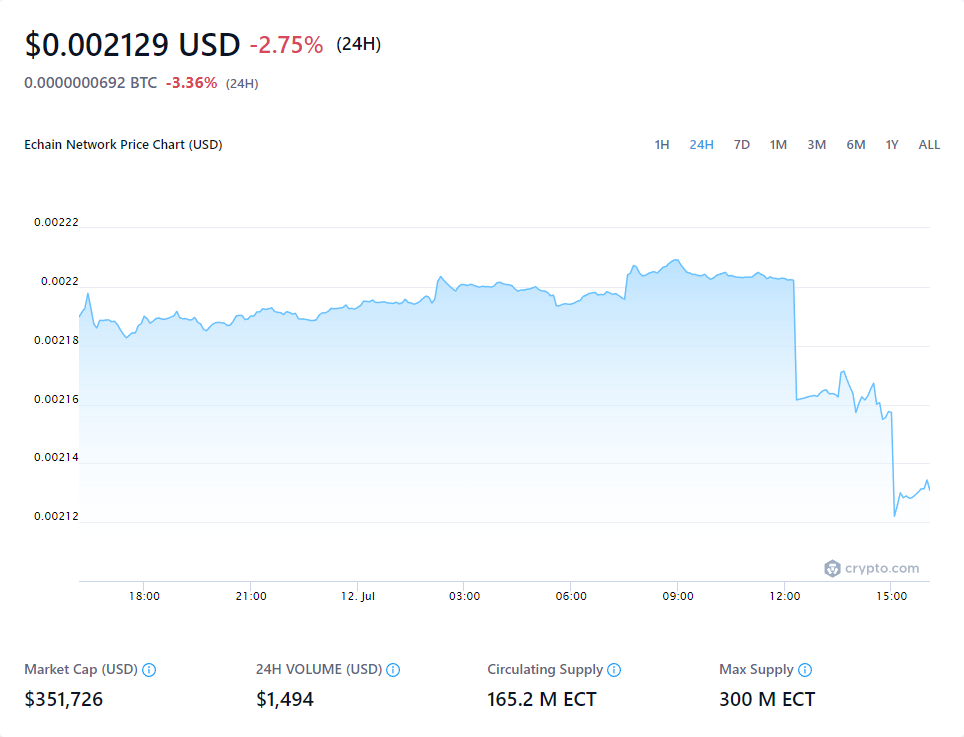 $0.002129 USD -2.75% (24H)
0.0000000692 BTC -3.36% (24H)
Echain Network Price Chart (USD) 1H 24H 7D 1M 3M 6M 1Y ALL
0.00222
0.0022
0.00218
0.00216
0.00214
0.00212
crypto.com
18:00 21:00 12. Jul 03:00 06:00 09:00 12:00 15:00
Market Cap (USD) 24H VOLUME (USD) Circulating Supply Max Supply
$351,726 $1,494 165.2 M ECT 300 M ECT